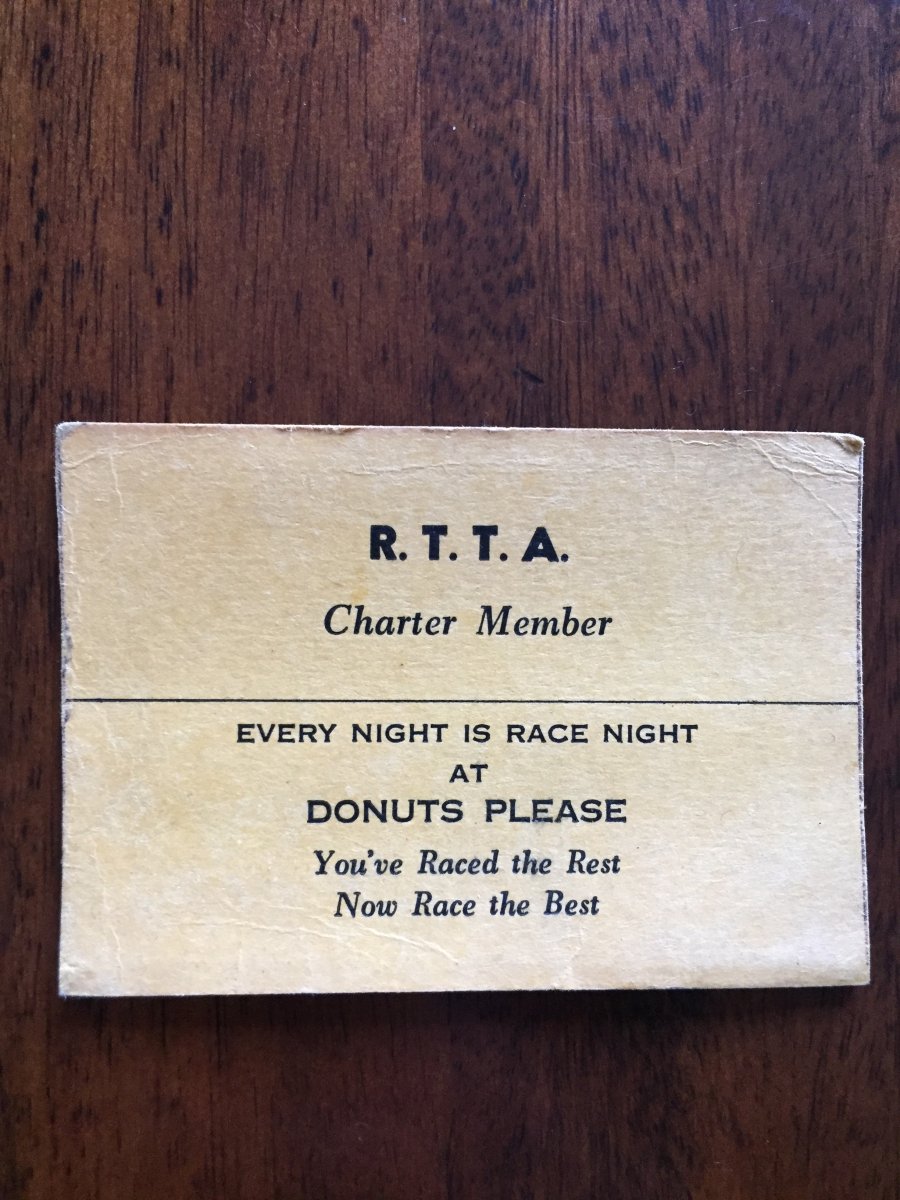 R. T. T. A.
Charter Member
EVERY NIGHT IS RACE NIGHT
AT
DONUTS PLEASE
You've Raced the Rest
Now Race the Best